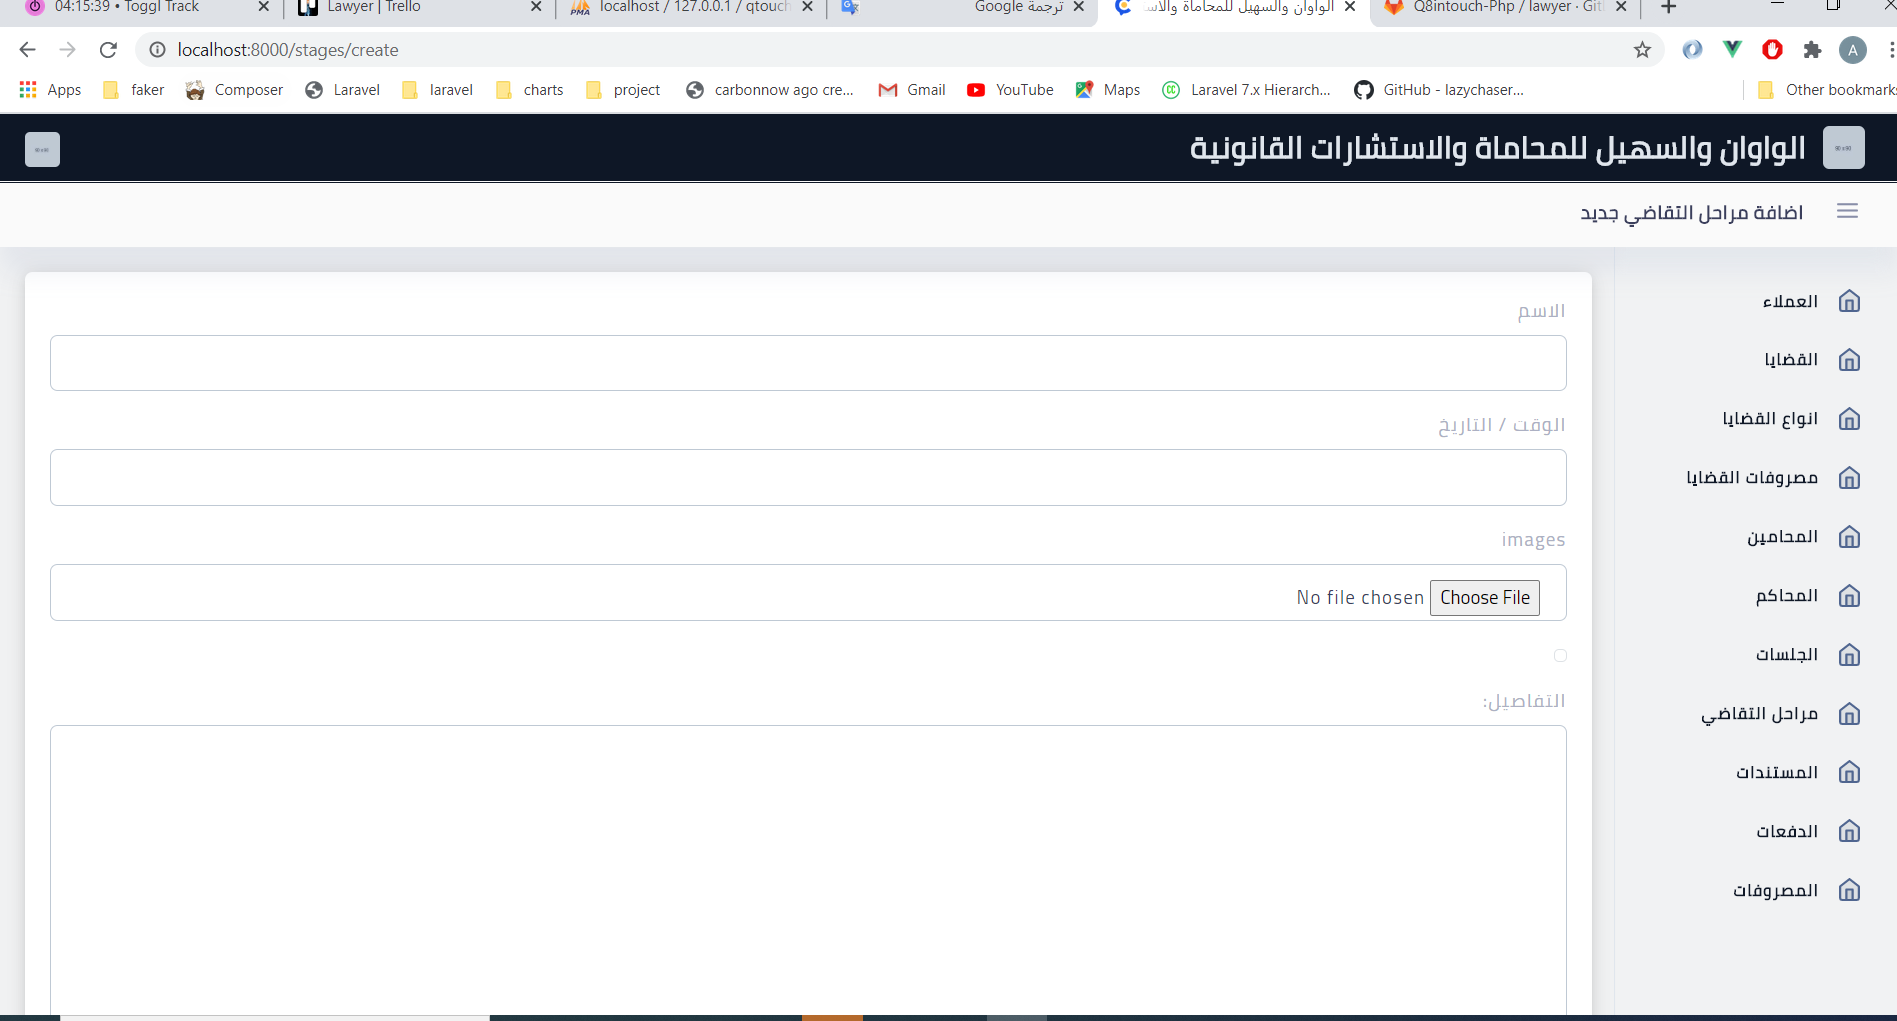 04:15:39 • Toggl Track
Lawyer | Trello
localhost / 127.0.0.1 / qtouch
ترجمة Google
الواوان والسهيل للمحاماة والاس
Q8intouch-Php / lawyer · Git
localhost:8000/stages/create
A
Apps
faker
Composer
Laravel
laravel
charts
project
carbonnow ago cre...
Gmail
YouTube
Maps
Laravel 7.x Hierarch...
GitHub - lazychaser...
Other bookmarks
الواوان والسهيل للمحاماة والاستشارات القانونية
اضافة مراحل التقاضي جديد
العملاء
القضايا
انواع القضايا
مصروفات القضايا
المحامين
المحاكم
الجلسات
مراحل التقاضي
المستندات
الدفعات
المصروفات
الاسم
الوقت / التاريخ
images
Choose File No file chosen
التفاصيل: